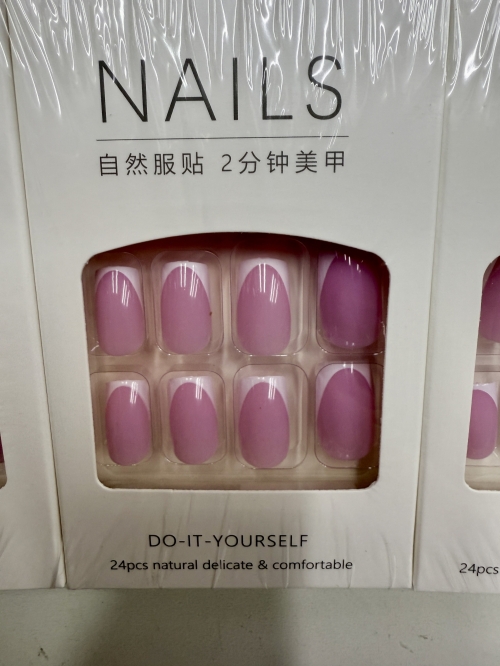 NAILS
自然服贴 2分钟美甲
DO-IT-YOURSELF
24pcs natural delicate & comfortable
24pcs